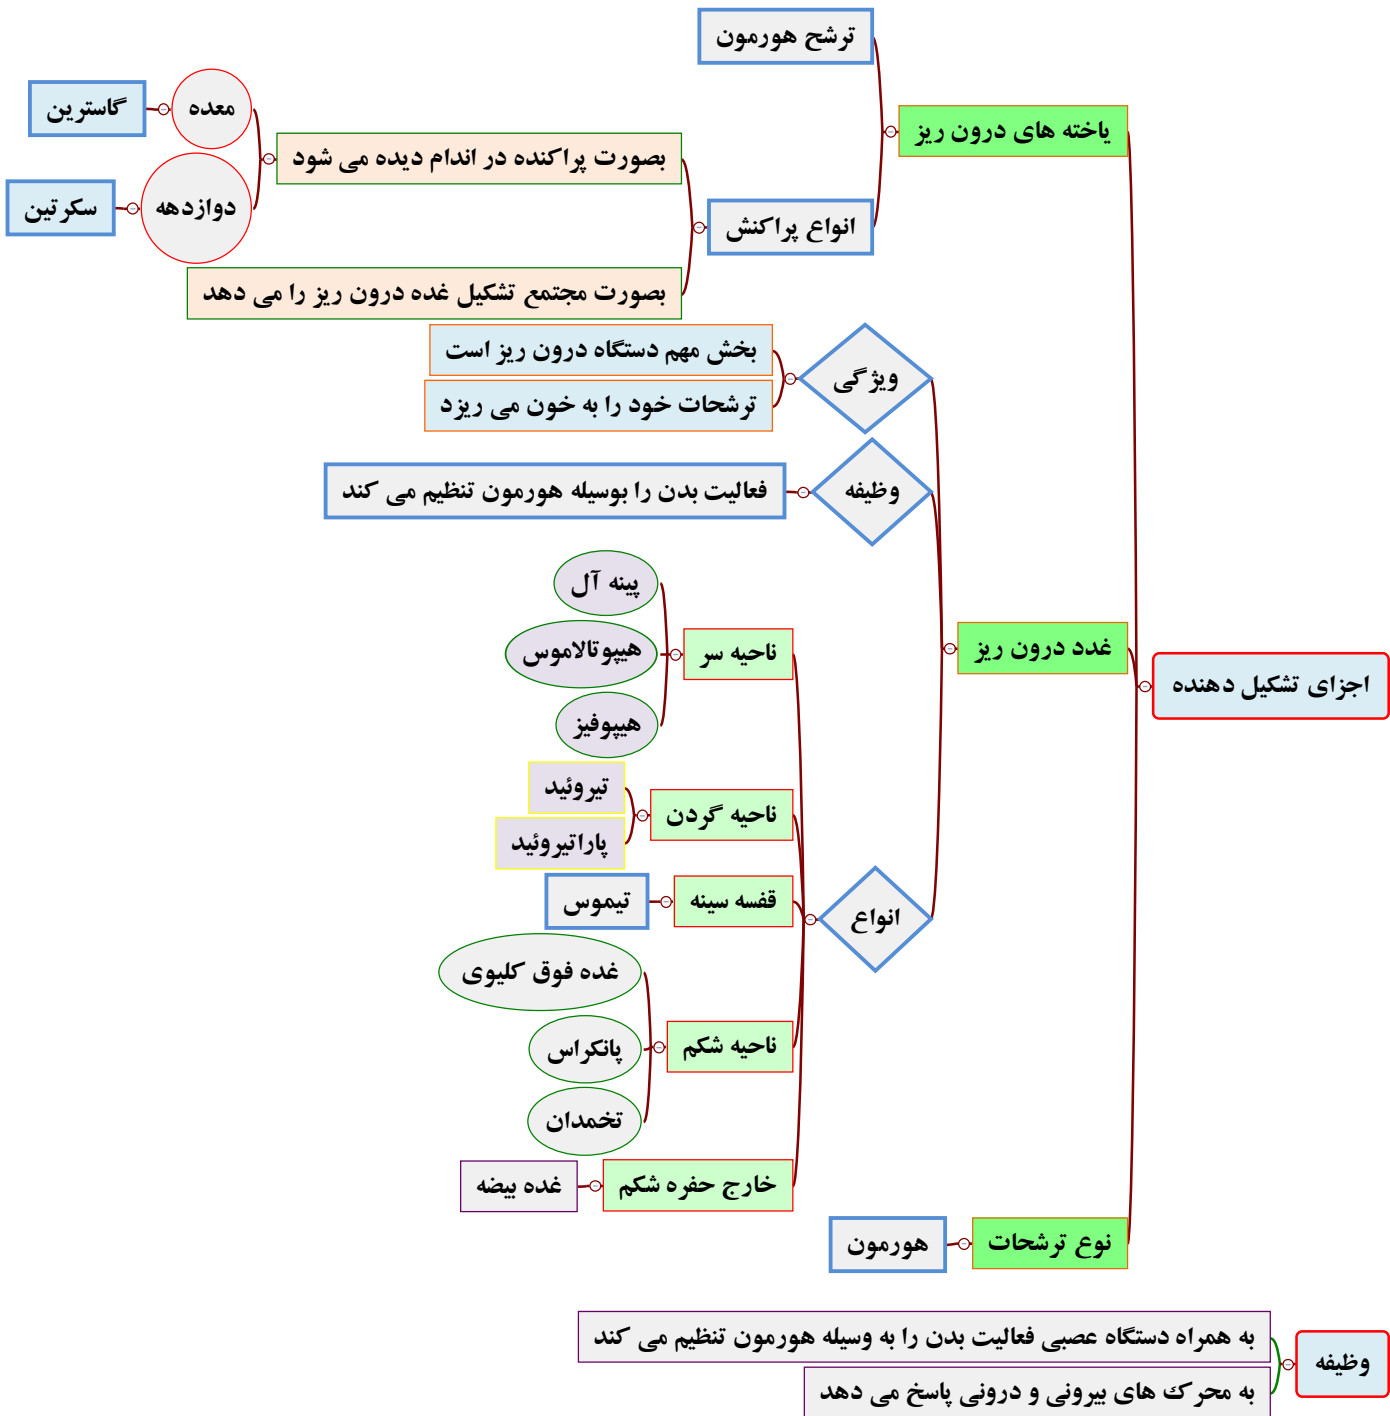 اجزای تشکیل دهنده
یاخته های درون ریز
ترشح هورمون
انواع پراکنش
بصورت پراکنده در اندام دیده می شود
معده
گاسترین
دوازدهه
سکرتین
بصورت مجتمع تشکیل غده درون ریز را می دهد
غدد درون ریز
ویژگی
بخش مهم دستگاه درون ریز است
ترشحات خود را به خون می ریزد
وظیفه
فعالیت بدن را بوسیله هورمون تنظیم می کند
انواع
ناحیه سر
پینه آل
هیپوتالاموس
هیپوفیز
ناحیه گردن
تیروئید
پاراتیروئید
قفسه سینه
تیموس
ناحیه شکم
غده فوق کلیوی
پانکراس
تخمدان
خارج حفره شکم
غده بیضه
نوع ترشحات
هورمون
وظیفه
به همراه دستگاه عصبی فعالیت بدن را به وسیله هورمون تنظیم می کند
به محرک های بیرونی و درونی پاسخ می دهد